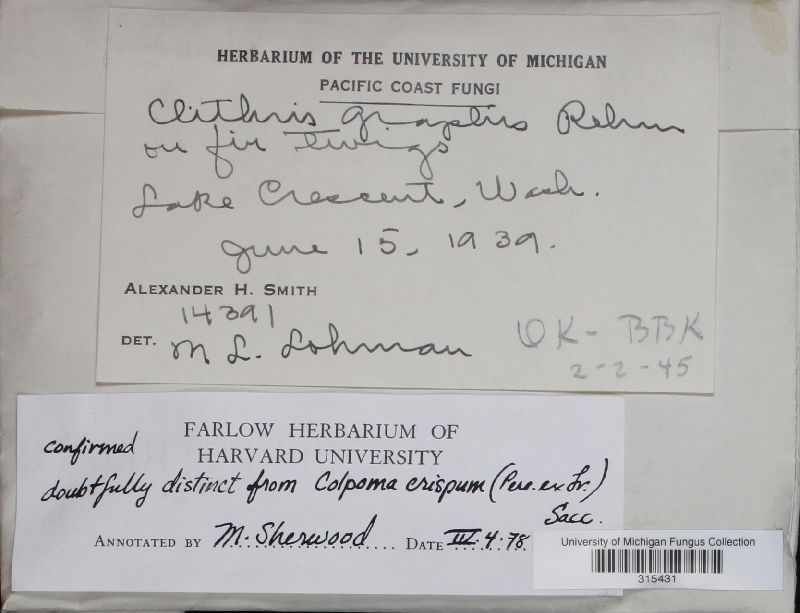 HERBARIUM OF THE UNIVERSITY OF MICHIGAN
PACIFIC COAST FUNGI
Clithris graphis Rehm
on fir twigs
Lake Crescent, Wash.
June 15, 1939.
ALEXANDER H. SMITH
14391
DET. M L. Lohman
OK - BBK
2-2-45
FARLOW HERBARIUM OF
HARVARD UNIVERSITY
confirmed
doubtfully distinct from Colpoma crispum (Pers. ex Fr.)
Sacc.
ANNOTATED BY M. Sherwood DATE III. 4. 78.
University of Michigan Fungus Collection
315431